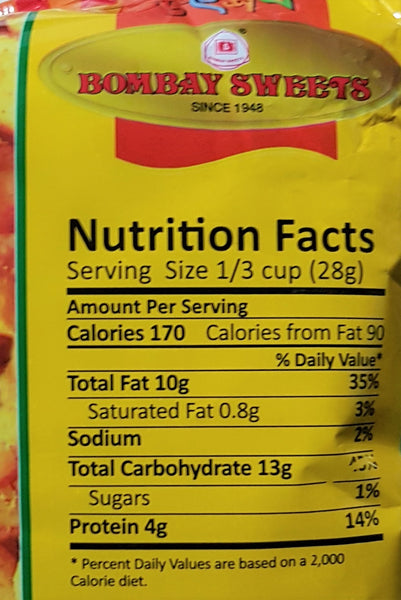 BOMBAY SWEETS
SINCE 1948
Nutrition Facts
Serving Size 1/3 cup (28g)
Amount Per Serving
Calories 170 Calories from Fat 90
% Daily Value*
Total Fat 10g 35%
Saturated Fat 0.8g 3%
Sodium 2%
Total Carbohydrate 13g
Sugars 1%
Protein 4g 14%
* Percent Daily Values are based on a 2,000
Calorie diet.